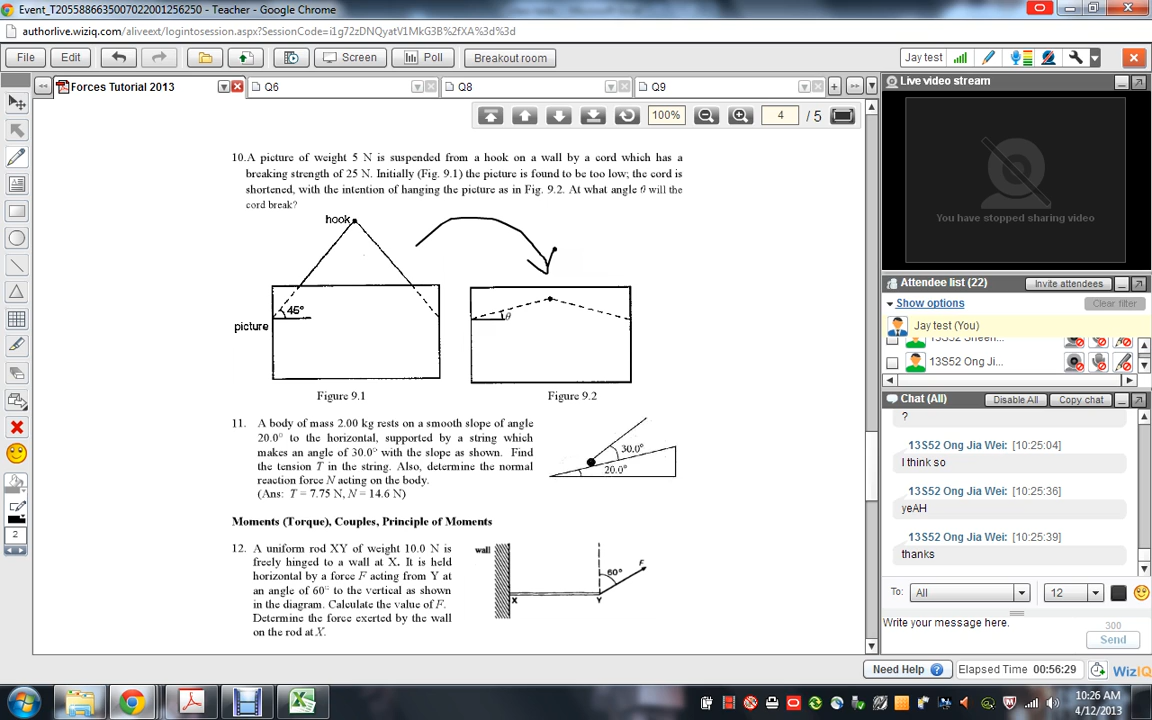 Event_T2055886635007022001256250 - Teacher - Google Chrome
authorlive.wiziq.com/aliveext/logintosession.aspx?SessionCode=i1g72zDNQyatV1MkG3B%2fXA%3d%3d
File Edit Screen Poll Breakout room Jay test
Forces Tutorial 2013 Q6 Q8 Q9
100% 4 / 5
10.A picture of weight 5 N is suspended from a hook on a wall by a cord which has a
breaking strength of 25 N. Initially (Fig. 9.1) the picture is found to be too low; the cord is
shortened, with the intention of hanging the picture as in Fig. 9.2. At what angle θ will the
cord break?
hook
45°
θ
picture
Figure 9.1 Figure 9.2
11. A body of mass 2.00 kg rests on a smooth slope of angle
20.0° to the horizontal, supported by a string which
makes an angle of 30.0° with the slope as shown. Find
the tension T in the string. Also, determine the normal
reaction force N acting on the body.
(Ans: T = 7.75 N, N = 14.6 N)
30.0°
20.0°
Moments (Torque), Couples, Principle of Moments
12. A uniform rod XY of weight 10.0 N is
freely hinged to a wall at X. It is held
horizontal by a force F acting from Y at
an angle of 60° to the vertical as shown
in the diagram. Calculate the value of F.
Determine the force exerted by the wall
on the rod at X.
wall
60°
F
X Y
2
Live video stream
You have stopped sharing video
Attendee list (22) Invite attendees
Show options Clear filter
Jay test (You)
13S52 Ong Ji...
Chat (All) Disable All Copy chat
?
13S52 Ong Jia Wei: [10:25:04]
I think so
13S52 Ong Jia Wei: [10:25:36]
yeAH
13S52 Ong Jia Wei: [10:25:39]
thanks
To: All 12
Write your message here.
300
Send
Need Help ? Elapsed Time 00:56:29 WizIQ
10:26 AM
4/12/2013